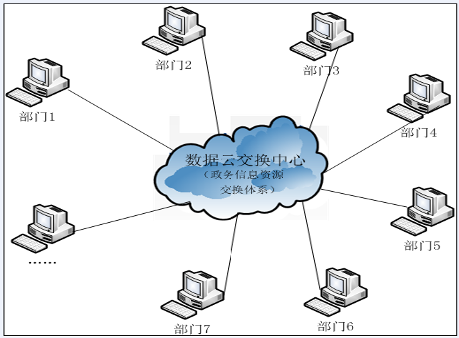 部门2
部门3
部门1
部门4
数据云交换中心
（政务信息资源
交换体系）
部门5
......
部门7
部门6